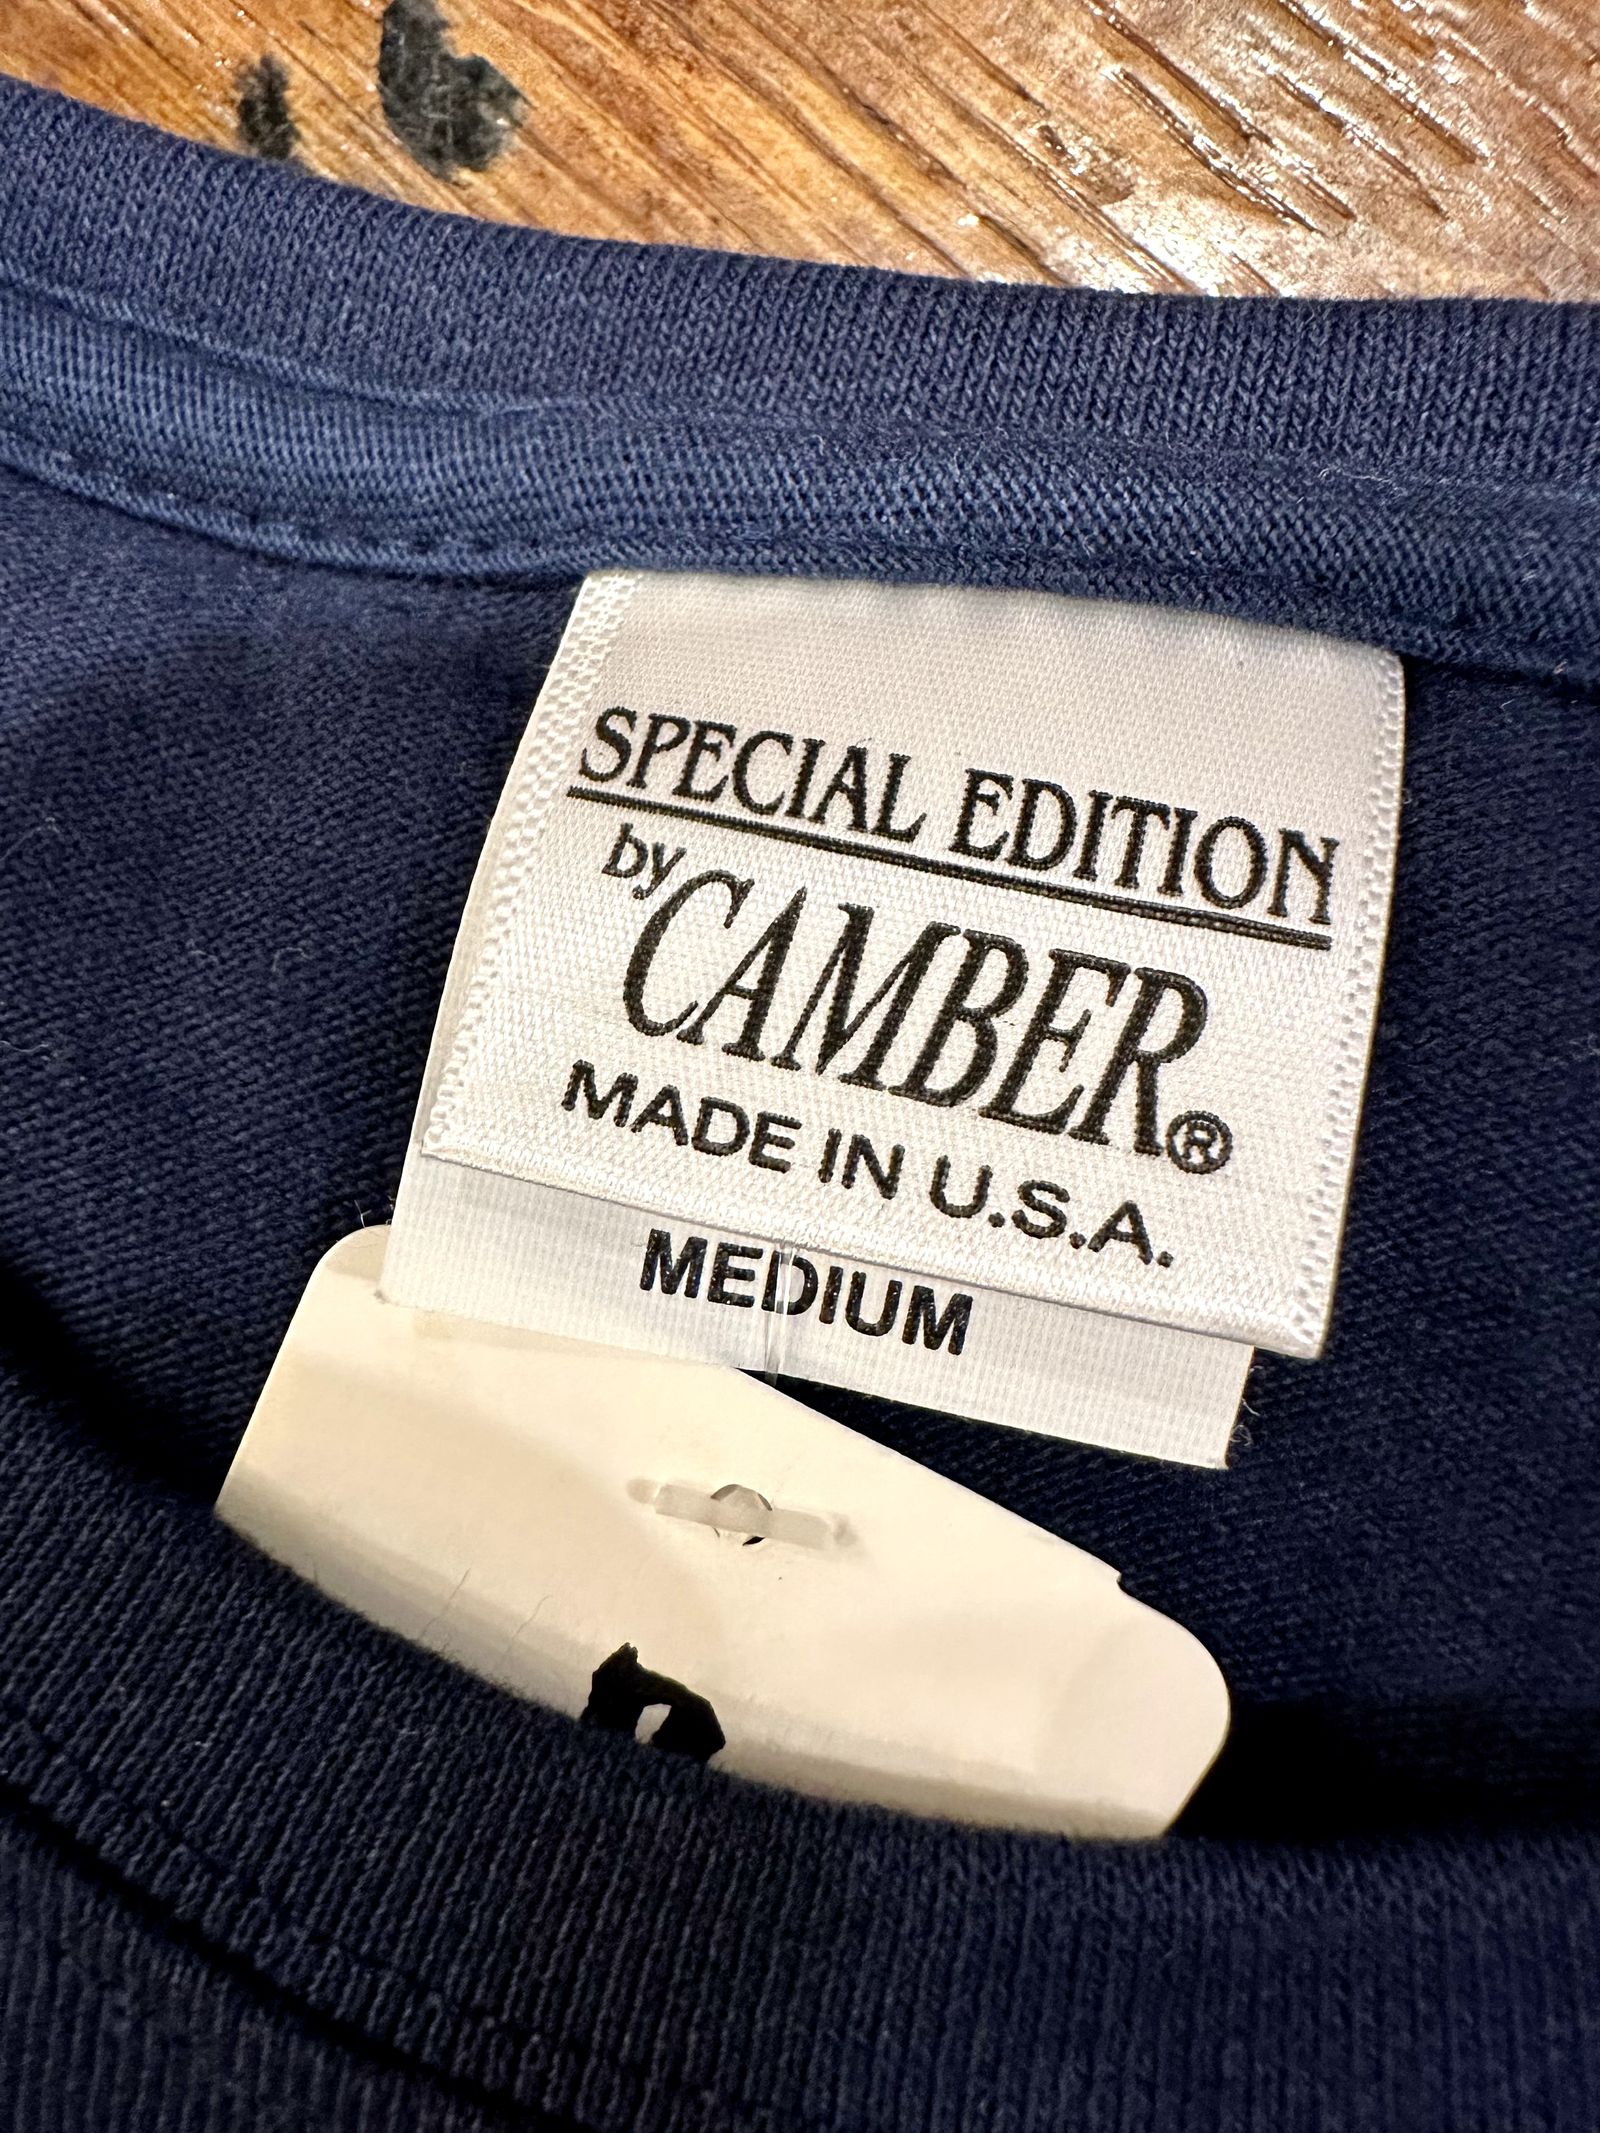 SPECIAL EDITION
by CAMBER®
MADE IN U.S.A.
MEDIUM